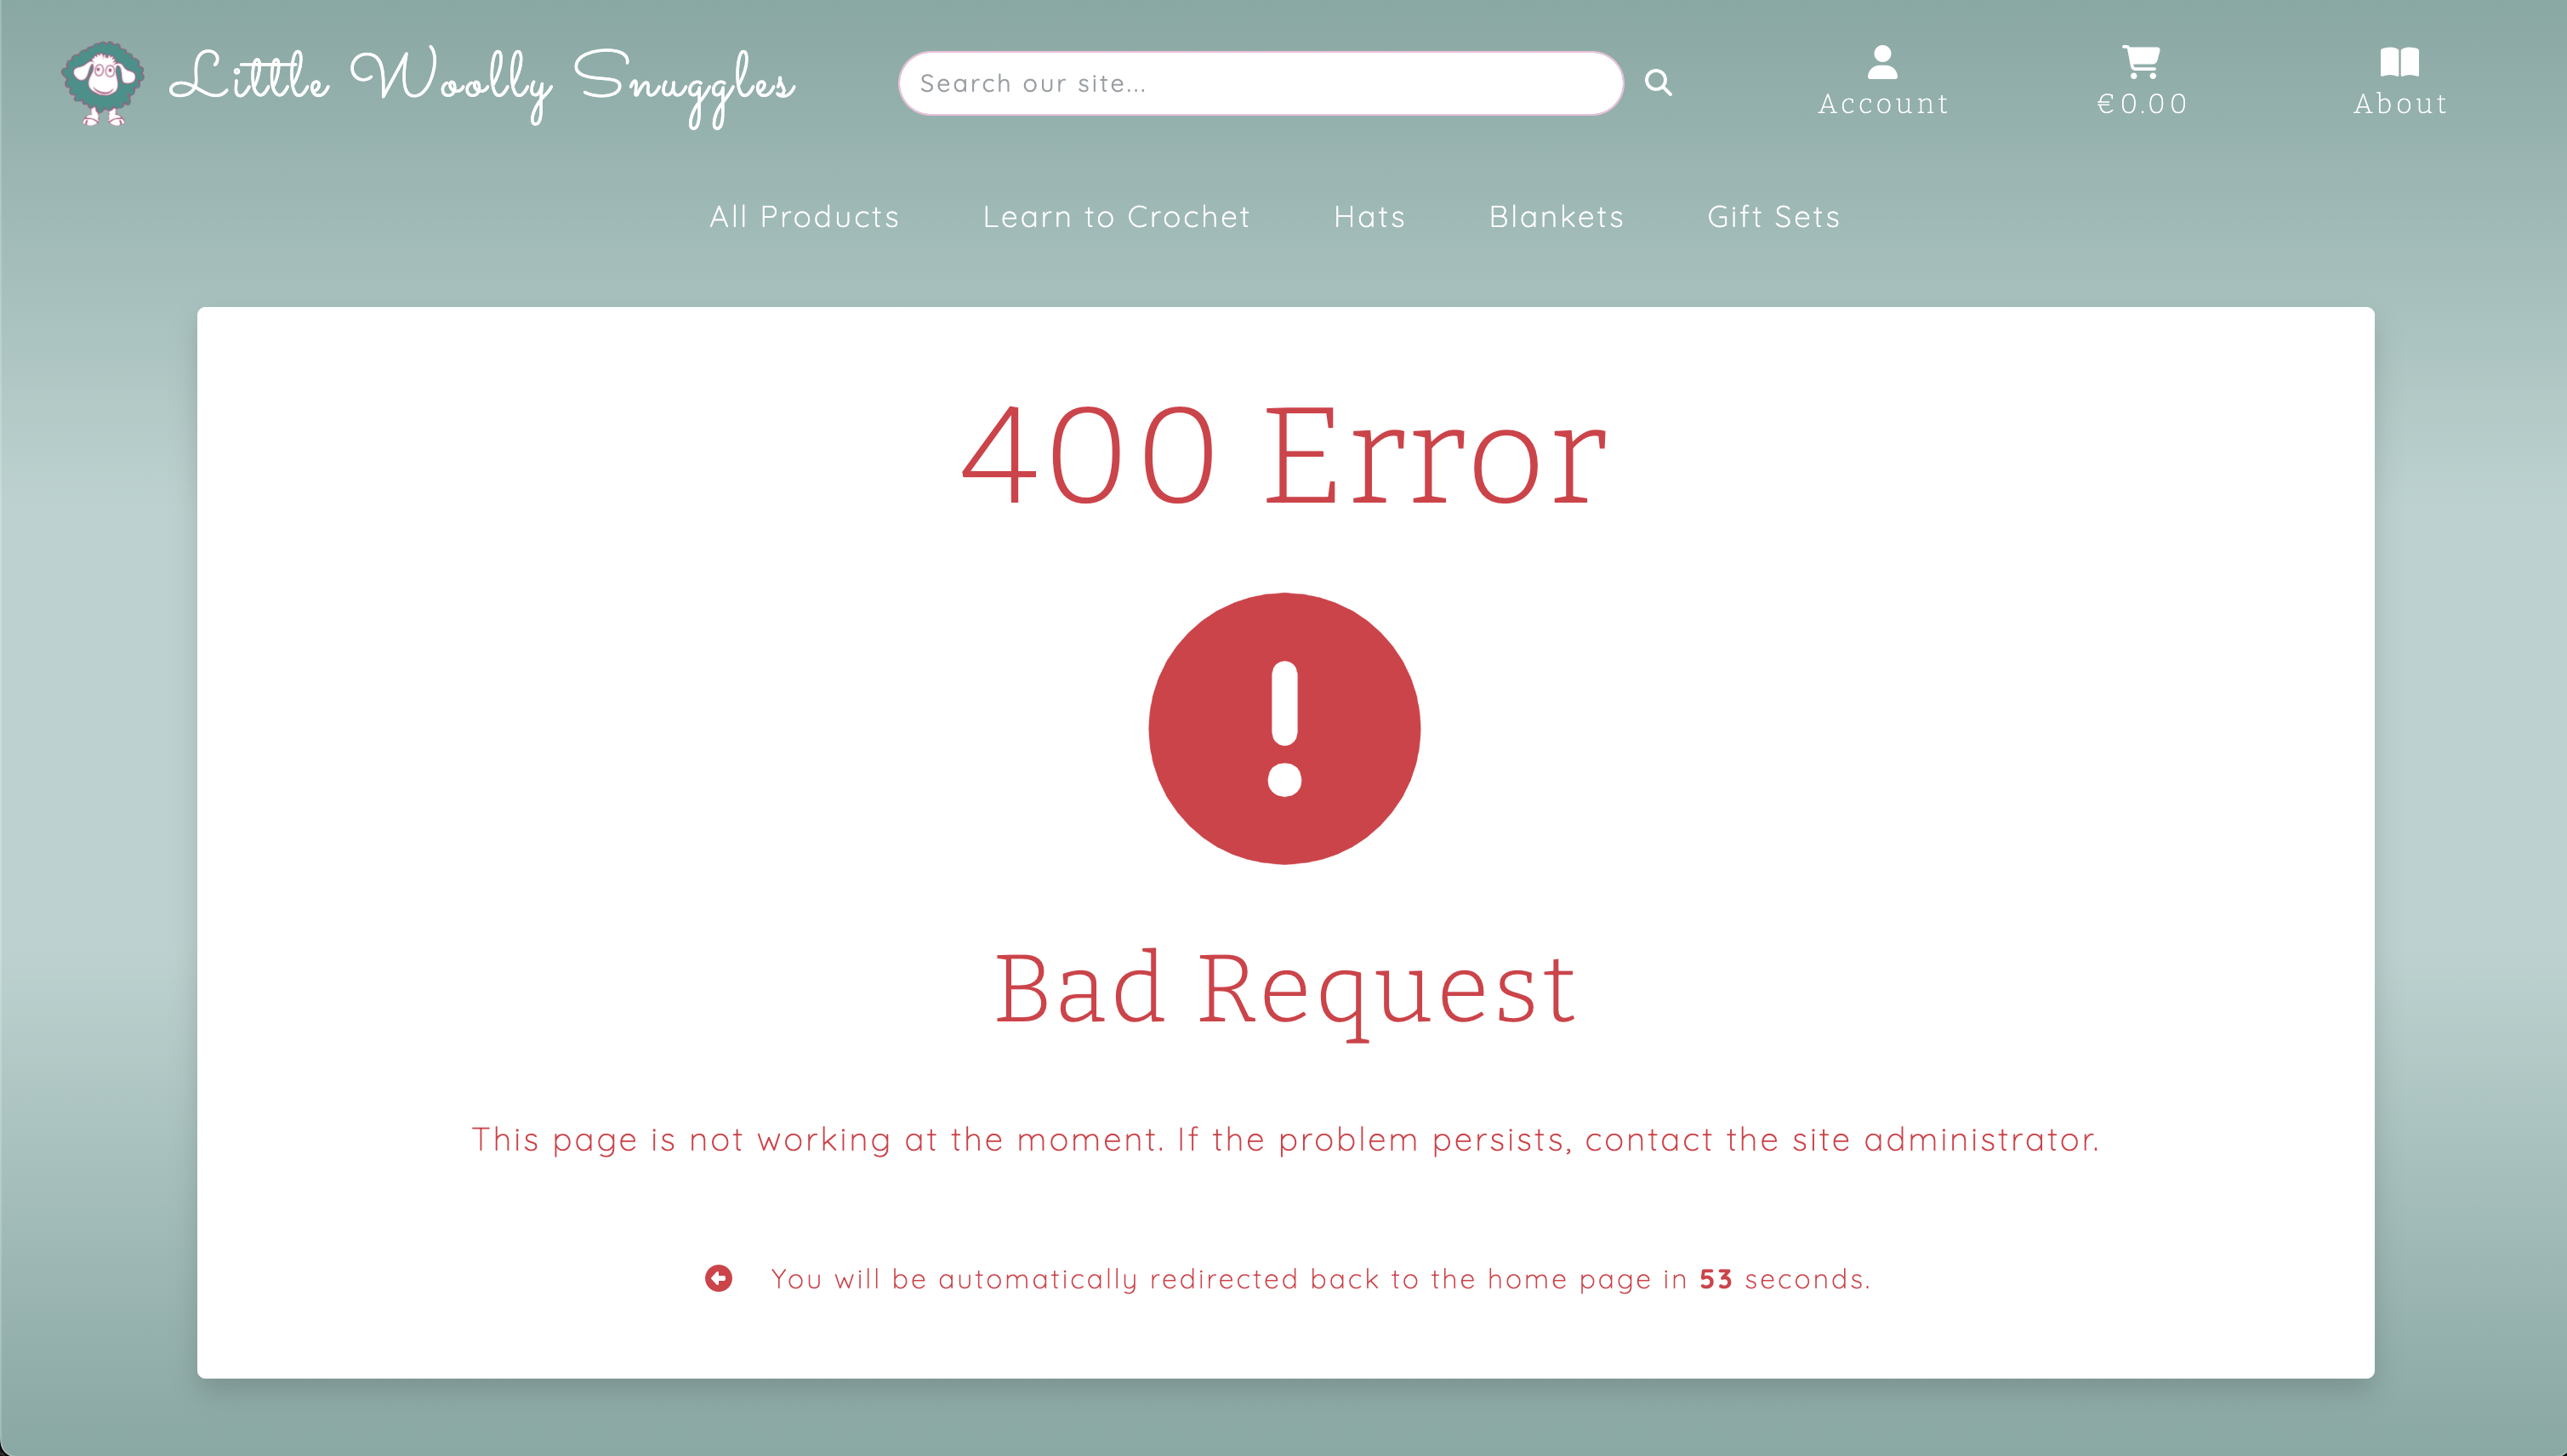 Little Woolly Snuggles
Search our site...
Account
€0.00
About
All Products
Learn to Crochet
Hats
Blankets
Gift Sets
400 Error
Bad Request
This page is not working at the moment. If the problem persists, contact the site administrator.
You will be automatically redirected back to the home page in 53 seconds.